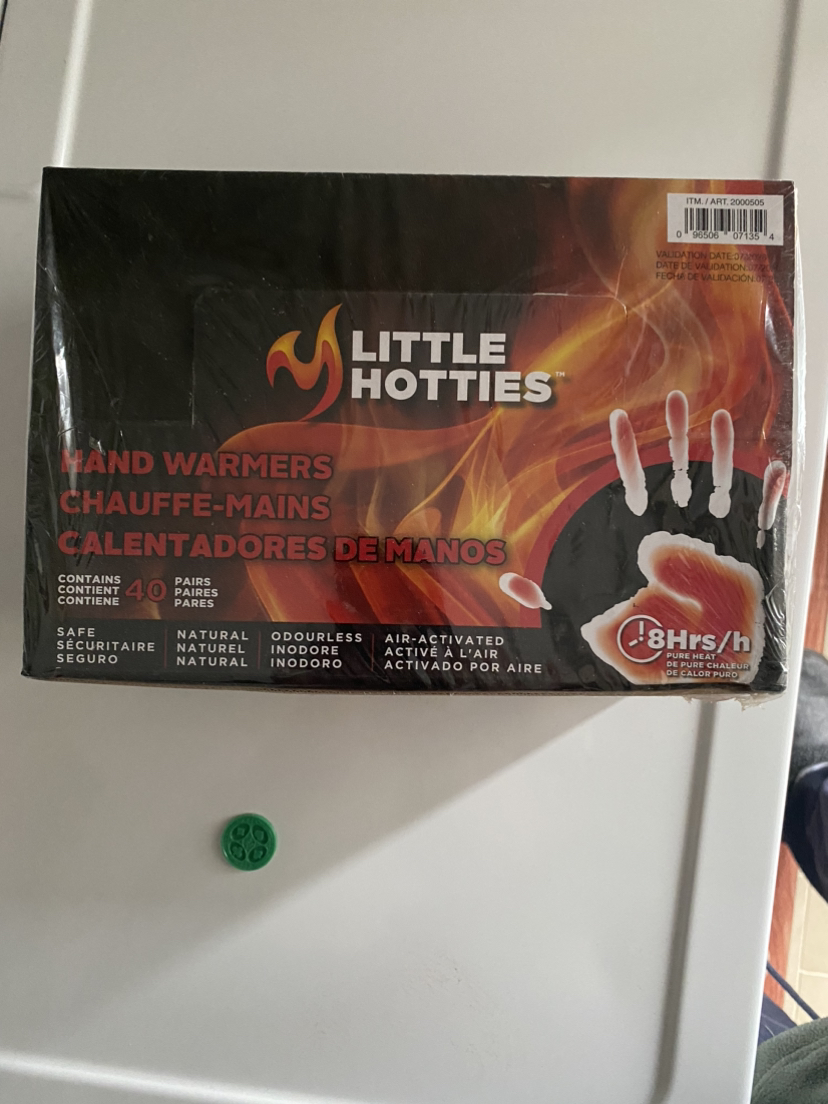 ITM. / ART. 2000505
0 96506 07135 4
VALIDATION DATE:
DATE DE VALIDATION:
FECHA DE VALIDACIÓN:
LITTLE
HOTTIES™
HAND WARMERS
CHAUFFE-MAINS
CALENTADORES DE MANOS
CONTAINS
CONTIENT
CONTIENE
40
PAIRS
PAIRES
PARES
SAFE
SÉCURITAIRE
SEGURO
NATURAL
NATUREL
NATURAL
ODOURLESS
INODORE
INODORO
AIR-ACTIVATED
ACTIVÉ À L'AIR
ACTIVADO POR AIRE
8Hrs/h
PURE HEAT
DE PURE CHALEUR
DE CALOR PURO